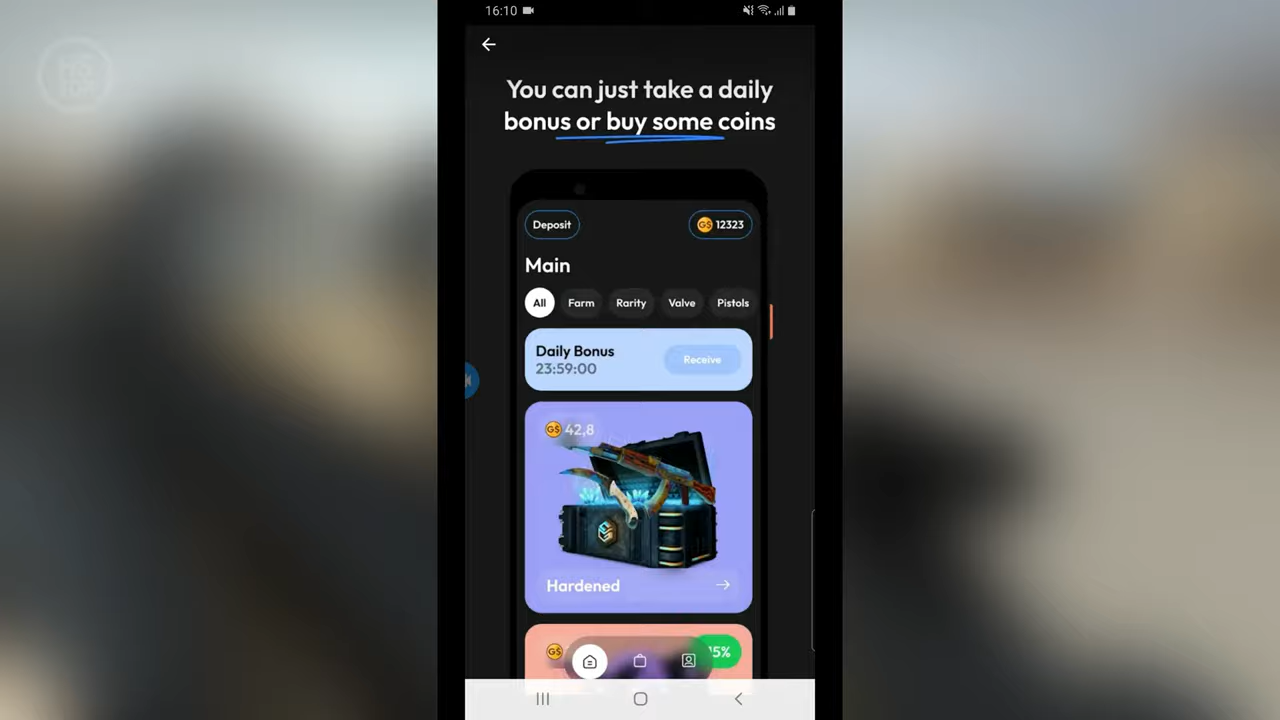 16:10
You can just take a daily
bonus or buy some coins
Deposit
G$ 12323
Main
All Farm Rarity Valve Pistols
Daily Bonus
23:59:00
Receive
G$ 42,8
Hardened
G$
15%